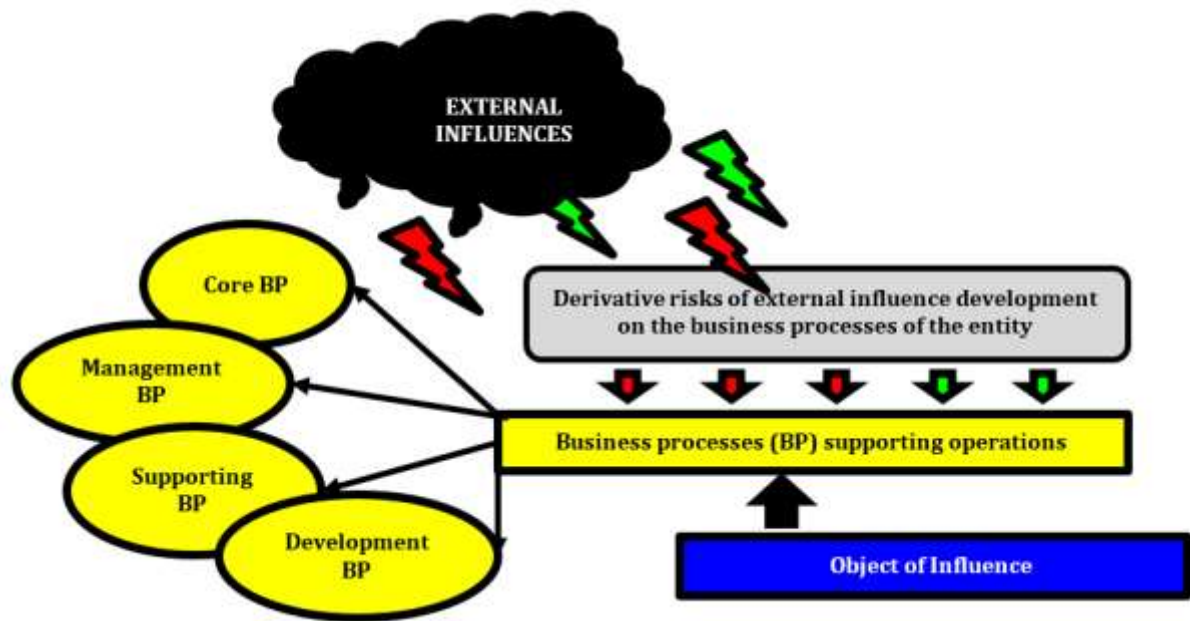 EXTERNAL
INFLUENCES
Core BP
Derivative risks of external influence development
on the business processes of the entity
Management
BP
Business processes (BP) supporting operations
Supporting
BP
Development
BP
Object of Influence